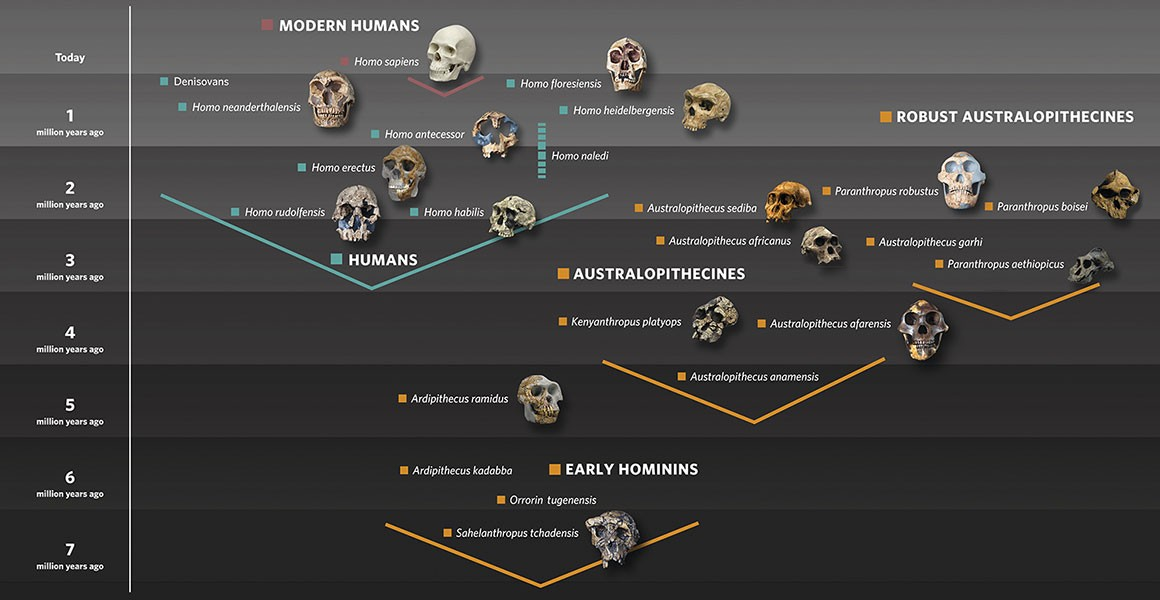 MODERN HUMANS
Today
Homo sapiens
Denisovans
Homo floresiensis
Homo neanderthalensis
Homo heidelbergensis
1
million years ago
ROBUST AUSTRALOPITHECINES
Homo antecessor
Homo naledi
Homo erectus
2
million years ago
Paranthropus robustus
Paranthropus boisei
Australopithecus sediba
Homo rudolfensis
Homo habilis
Australopithecus africanus
Australopithecus garhi
3
million years ago
HUMANS
Paranthropus aethiopicus
AUSTRALOPITHECINES
Kenyanthropus platyops
Australopithecus afarensis
4
million years ago
Australopithecus anamensis
Ardipithecus ramidus
5
million years ago
Ardipithecus kadabba
EARLY HOMININS
6
million years ago
Orrorin tugenensis
Sahelanthropus tchadensis
7
million years ago